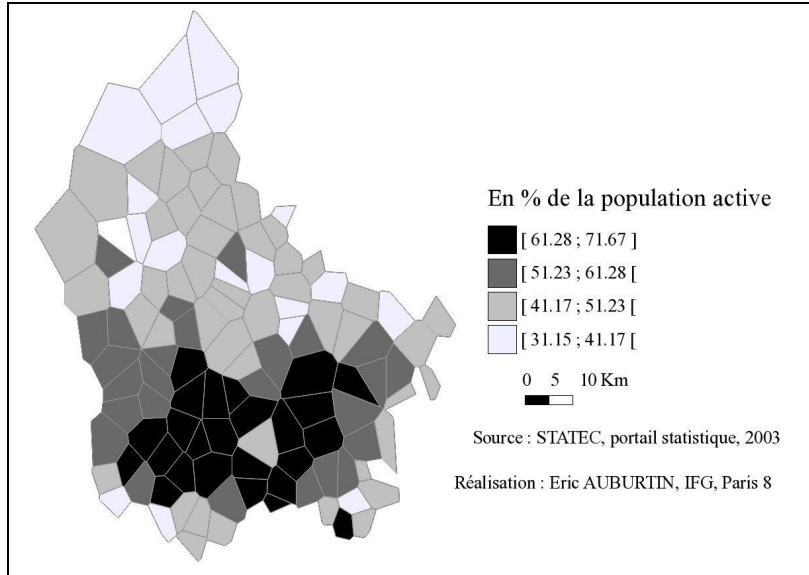 En % de la population active
[ 61.28 ; 71.67 ]
[ 51.23 ; 61.28 [
[ 41.17 ; 51.23 [
[ 31.15 ; 41.17 [
0 5 10 Km
Source : STATEC, portail statistique, 2003
Réalisation : Eric AUBURTIN, IFG, Paris 8